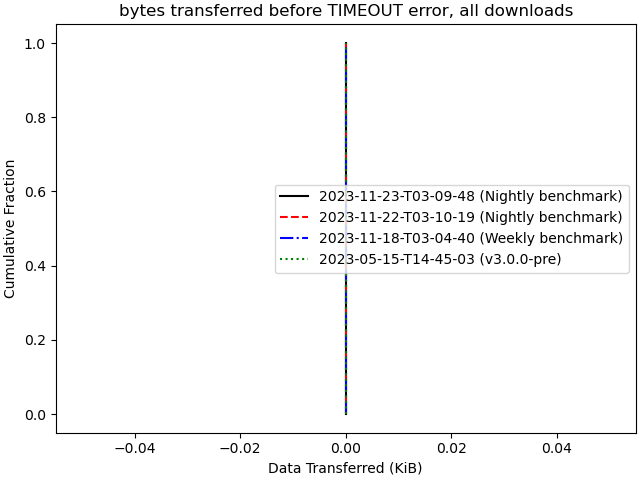 bytes transferred before TIMEOUT error, all downloads
1.0
0.8
0.6
0.4
0.2
0.0
Cumulative Fraction
2023-11-23-T03-09-48 (Nightly benchmark)
2023-11-22-T03-10-19 (Nightly benchmark)
2023-11-18-T03-04-40 (Weekly benchmark)
2023-05-15-T14-45-03 (v3.0.0-pre)
−0.04 −0.02 0.00 0.02 0.04
Data Transferred (KiB)